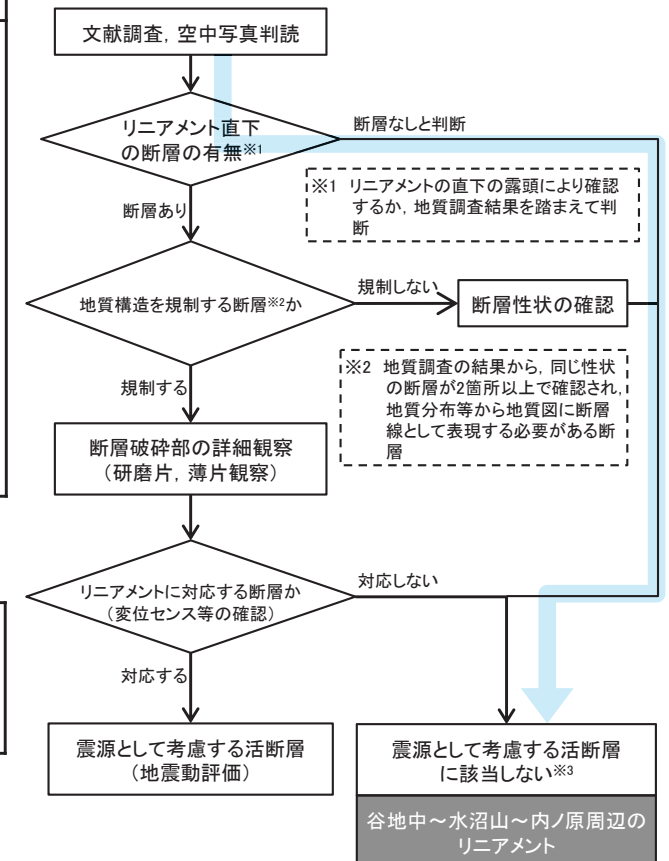 文献調査，空中写真判読
リニアメント直下
の断層の有無※1
断層なしと判断
※1 リニアメントの直下の露頭により確認
するか，地質調査結果を踏まえて判
断
断層あり
地質構造を規制する断層※2か
規制しない
断層性状の確認
※2 地質調査の結果から，同じ性状
の断層が2箇所以上で確認され，
地質分布等から地質図に断層
線として表現する必要がある断
層
規制する
断層破砕部の詳細観察
（研磨片，薄片観察）
リニアメントに対応する断層か
（変位センス等の確認）
対応しない
対応する
震源として考慮する活断層
（地震動評価）
震源として考慮する活断層
に該当しない※3
谷地中～水沼山～内ノ原周辺の
リニアメント